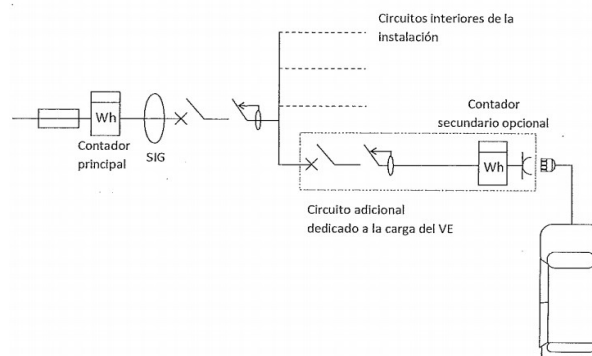 Circuitos interiores de la
instalación
Wh
Contador
principal
SIG
Contador
secundario opcional
Wh
Circuito adicional
dedicado a la carga del VE